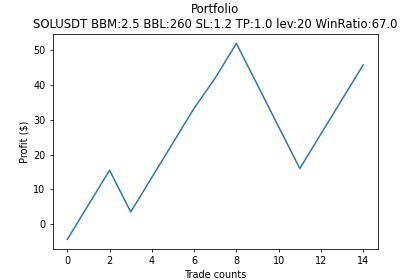 Portfolio
SOLUSDT BBM:2.5 BBL:260 SL:1.2 TP:1.0 lev:20 WinRatio:67.0
Profit ($)
50
40
30
20
10
0
0 2 4 6 8 10 12 14
Trade counts